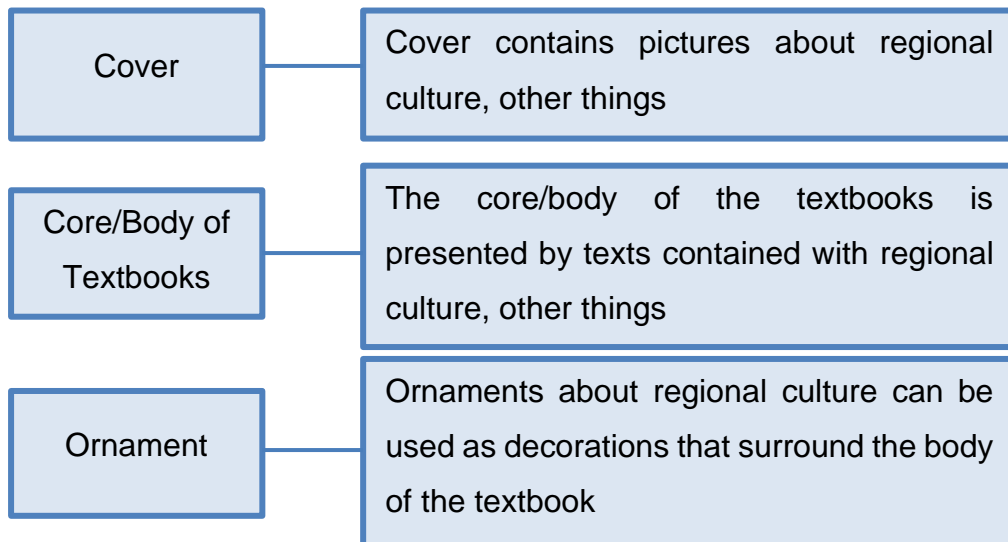 Cover
Cover contains pictures about regional
culture, other things
Core/Body of
Textbooks
The core/body of the textbooks is
presented by texts contained with regional
culture, other things
Ornament
Ornaments about regional culture can be
used as decorations that surround the body
of the textbook